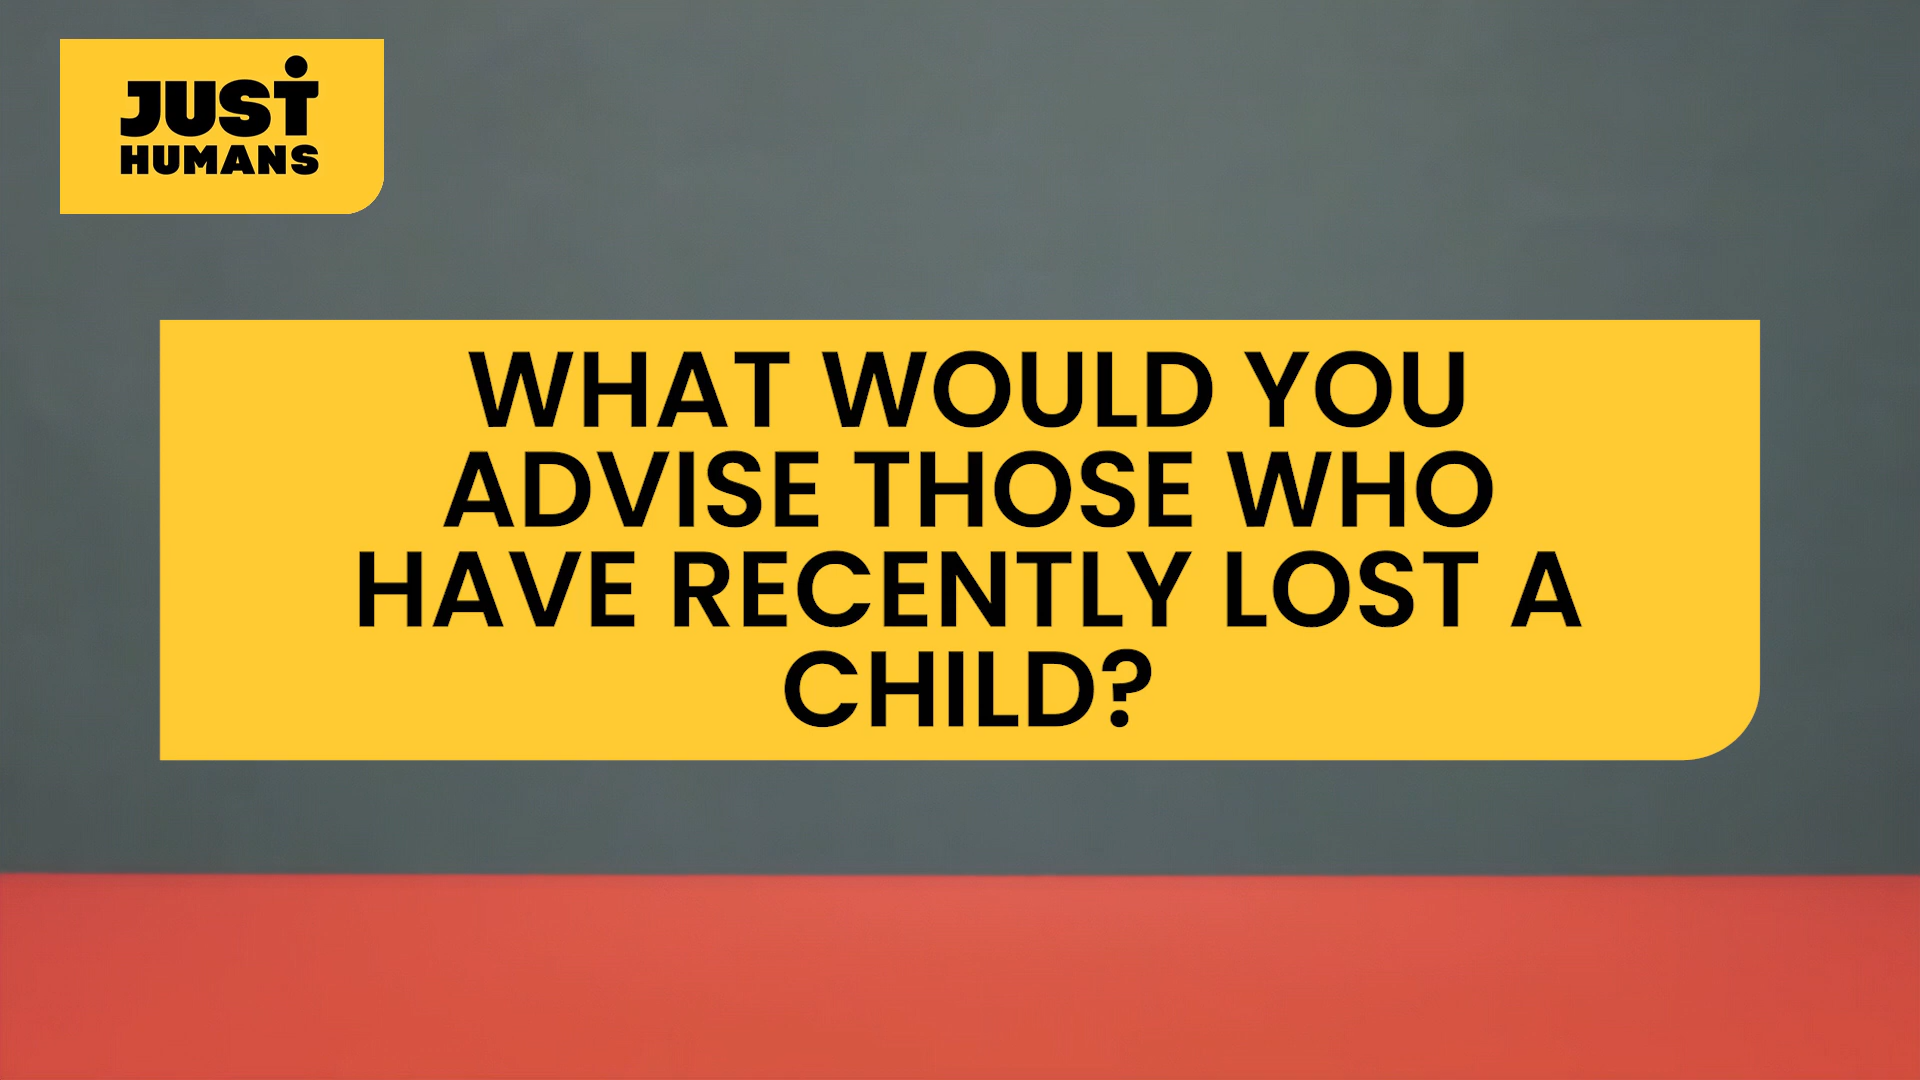 JUST
HUMANS
WHAT WOULD YOU
ADVISE THOSE WHO
HAVE RECENTLY LOST A
CHILD?